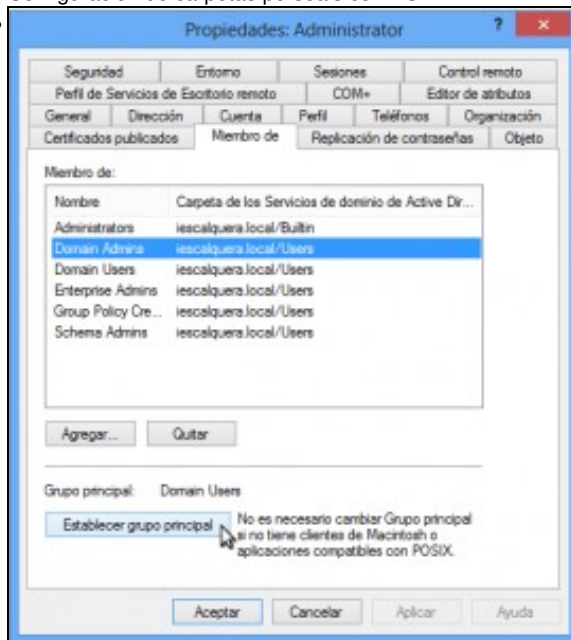 Propiedades: Administrator
?
Seguridad Entorno Sesiones Control remoto
Perfil de Servicios de Escritorio remoto COM+ Editor de atributos
General Dirección Cuenta Perfil Teléfonos Organización
Certificados publicados Miembro de Replicación de contraseñas Objeto
Miembro de:
Nombre Carpeta de los Servicios de dominio de Active Dir...
Administrators iescalquera.local/Builtin
Domain Admins iescalquera.local/Users
Domain Users iescalquera.local/Users
Enterprise Admins iescalquera.local/Users
Group Policy Cre... iescalquera.local/Users
Schema Admins iescalquera.local/Users
Agregar... Quitar
Grupo principal: Domain Users
Establecer grupo principal
No es necesario cambiar Grupo principal
si no tiene clientes de Macintosh o
aplicaciones compatibles con POSIX.
Aceptar Cancelar Aplicar Ayuda